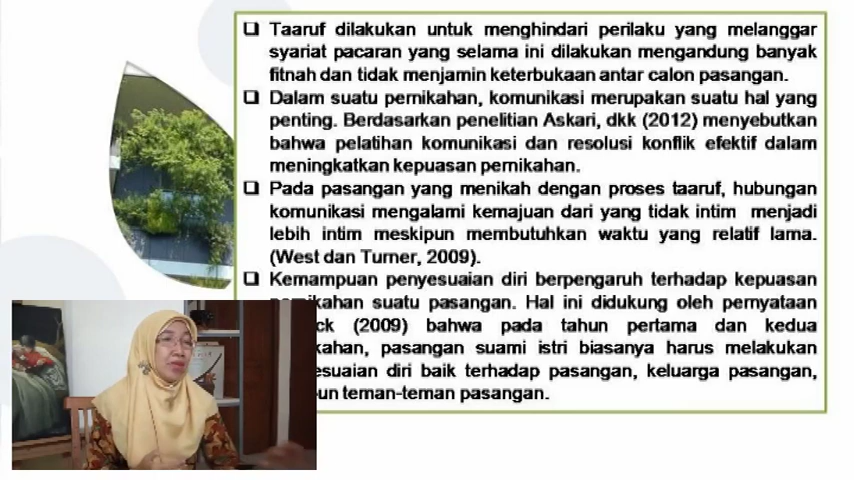 Taaruf dilakukan untuk menghindari perilaku yang melanggar
syariat pacaran yang selama ini dilakukan mengandung banyak
fitnah dan tidak menjamin keterbukaan antar calon pasangan.
Dalam suatu pernikahan, komunikasi merupakan suatu hal yang
penting. Berdasarkan penelitian Askari, dkk (2012) menyebutkan
bahwa pelatihan komunikasi dan resolusi konflik efektif dalam
meningkatkan kepuasan pernikahan.
Pada pasangan yang menikah dengan proses taaruf, hubungan
komunikasi mengalami kemajuan dari yang tidak intim menjadi
lebih intim meskipun membutuhkan waktu yang relatif lama.
(West dan Turner, 2009).
Kemampuan penyesuaian diri berpengaruh terhadap kepuasan
suatu pasangan. Hal ini didukung oleh pernyataan
(2009) bahwa pada tahun pertama dan kedua
pasangan suami istri biasanya harus melakukan
diri baik terhadap pasangan, keluarga pasangan,
teman-teman pasangan.